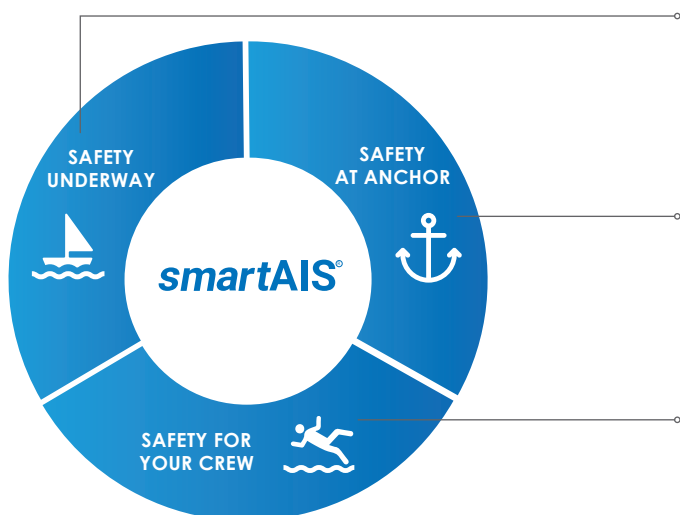 SAFETY
UNDERWAY
SAFETY
AT ANCHOR
smartAIS®
SAFETY FOR
YOUR CREW